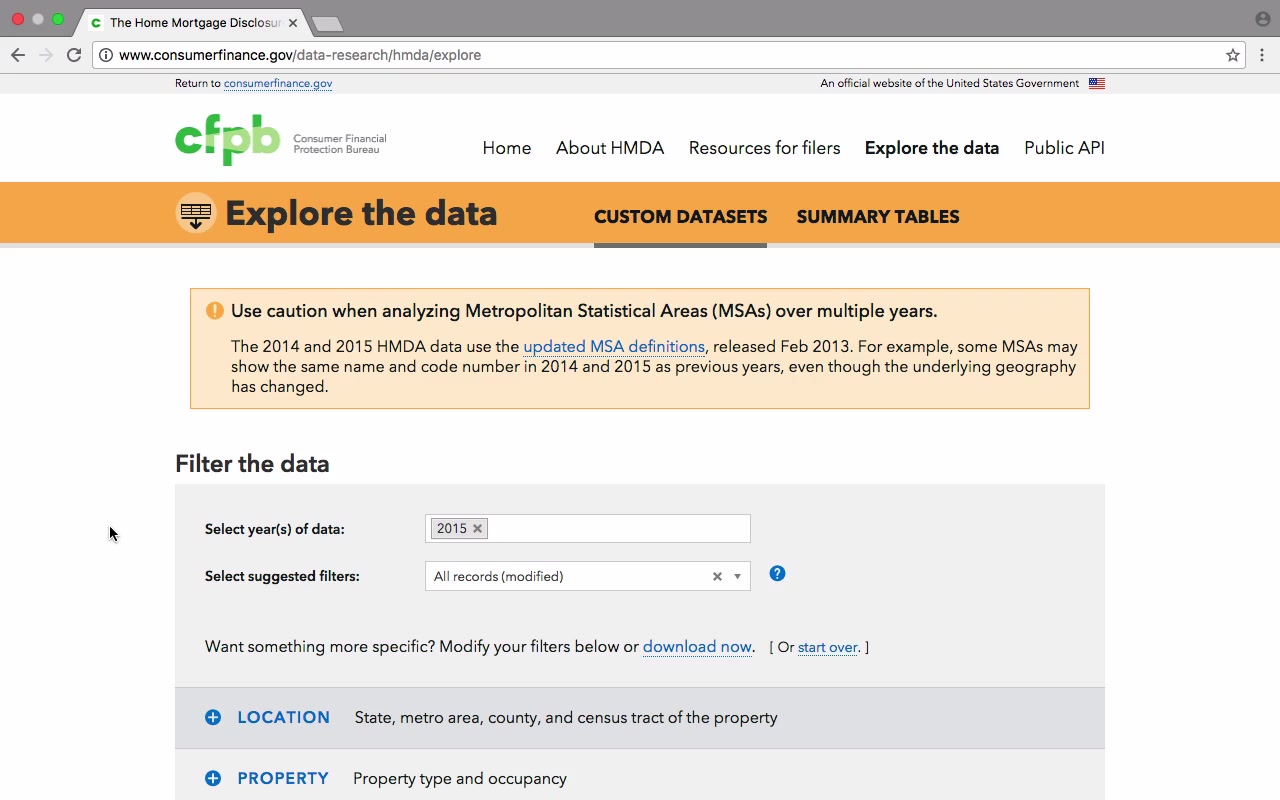 The Home Mortgage Disclosu
www.consumerfinance.gov/data-research/hmda/explore
Return to consumerfinance.gov
An official website of the United States Government
cfpb
Consumer Financial
Protection Bureau
Home
About HMDA
Resources for filers
Explore the data
Public API
Explore the data
CUSTOM DATASETS
SUMMARY TABLES
Use caution when analyzing Metropolitan Statistical Areas (MSAs) over multiple years.
The 2014 and 2015 HMDA data use the updated MSA definitions, released Feb 2013. For example, some MSAs may
show the same name and code number in 2014 and 2015 as previous years, even though the underlying geography
has changed.
Filter the data
Select year(s) of data:
2015
Select suggested filters:
All records (modified)
?
Want something more specific? Modify your filters below or download now. [ Or start over. ]
LOCATION State, metro area, county, and census tract of the property
PROPERTY Property type and occupancy